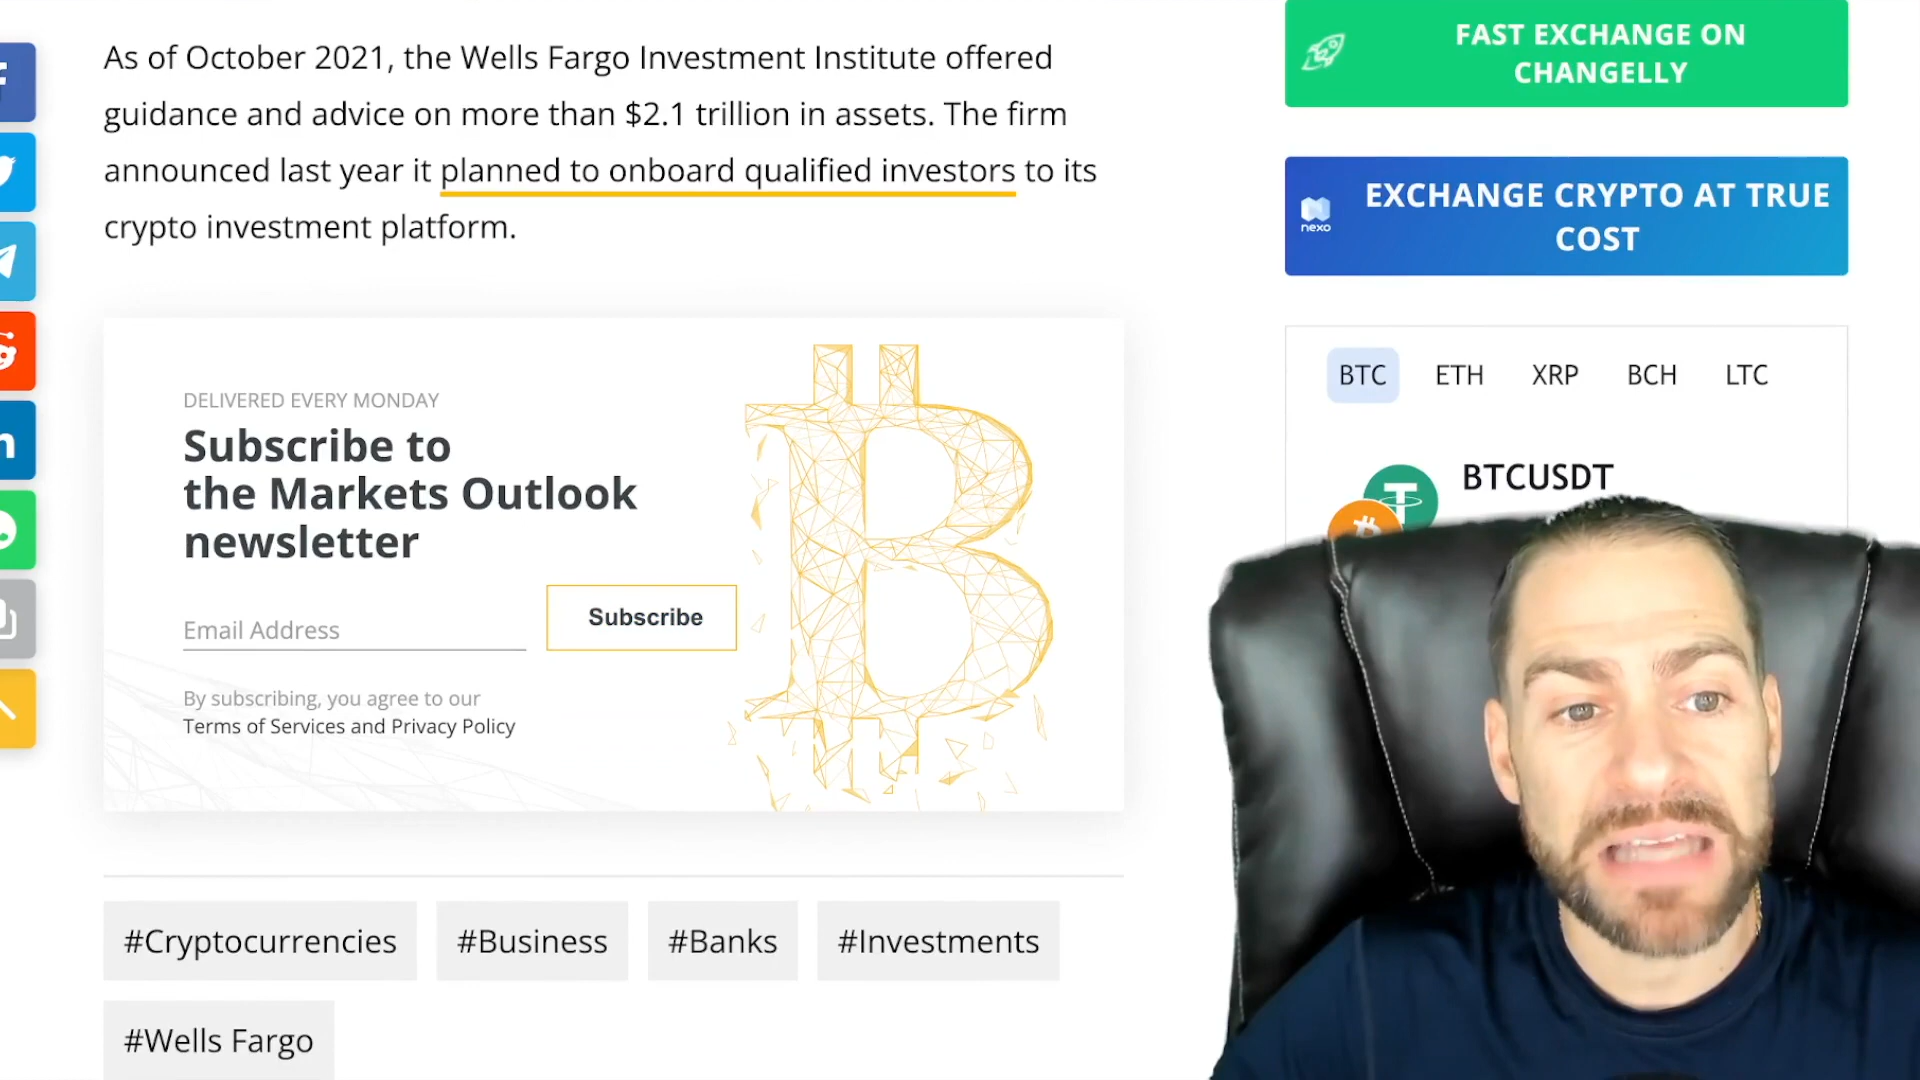 As of October 2021, the Wells Fargo Investment Institute offered
guidance and advice on more than $2.1 trillion in assets. The firm
announced last year it planned to onboard qualified investors to its
crypto investment platform.
DELIVERED EVERY MONDAY
Subscribe to
the Markets Outlook
newsletter
Email Address
Subscribe
By subscribing, you agree to our
Terms of Services and Privacy Policy
#Cryptocurrencies #Business #Banks #Investments
#Wells Fargo
FAST EXCHANGE ON
CHANGELLY
nexo
EXCHANGE CRYPTO AT TRUE
COST
BTC ETH XRP BCH LTC
BTCUSDT